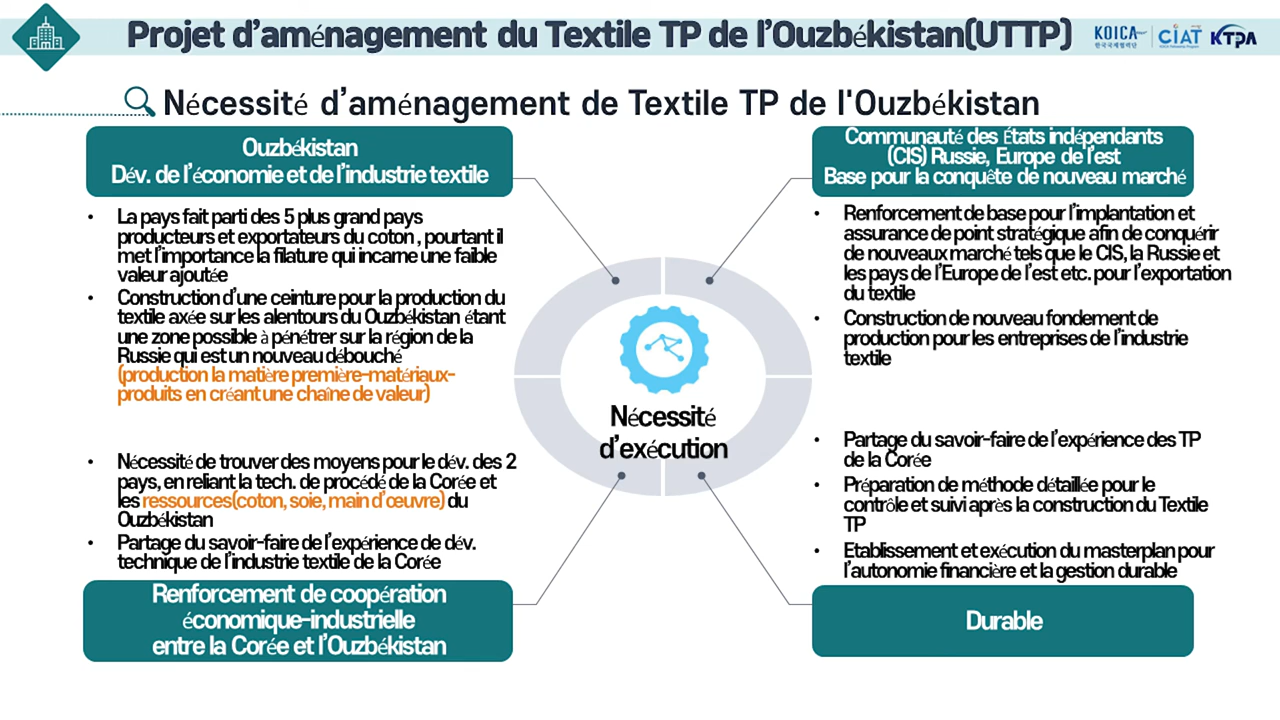 Projet d'aménagement du Textile TP de l'Ouzbékistan(UTTP)
KOICA
한국국제협력단
CIAT
KTPA
Nécessité d'aménagement de Textile TP de l'Ouzbékistan
Ouzbékistan
Dév. de l'économie et de l'industrie textile
• La pays fait parti des 5 plus grand pays
producteurs et exportateurs du coton , pourtant il
met l'importance la filature qui incarne une faible
valeur ajoutée
• Construction d'une ceinture pour la production du
textile axée sur les alentours du Ouzbékistan étant
une zone possible à pénétrer sur la région de la
Russie qui est un nouveau débouché
(production la matière première-matériaux-
produits en créant une chaîne de valeur)
Communauté des États indépendants
(CIS) Russie, Europe de l'est
Base pour la conquête de nouveau marché
• Renforcement de base pour l'implantation et
assurance de point stratégique afin de conquérir
de nouveaux marché tels que le CIS, la Russie et
les pays de l'Europe de l'est etc. pour l'exportation
du textile
• Construction de nouveau fondement de
production pour les entreprises de l'industrie
textile
Nécessité
d'exécution
• Nécessité de trouver des moyens pour le dév. des 2
pays, en reliant la tech. de procédé de la Corée et
les ressources(coton, soie, main d'œuvre) du
Ouzbékistan
• Partage du savoir-faire de l'expérience de dév.
technique de l'industrie textile de la Corée
Renforcement de coopération
économique-industrielle
entre la Corée et l'Ouzbékistan
• Partage du savoir-faire de l'expérience des TP
de la Corée
• Préparation de méthode détaillée pour le
contrôle et suivi après la construction du Textile
TP
• Etablissement et exécution du masterplan pour
l'autonomie financière et la gestion durable
Durable